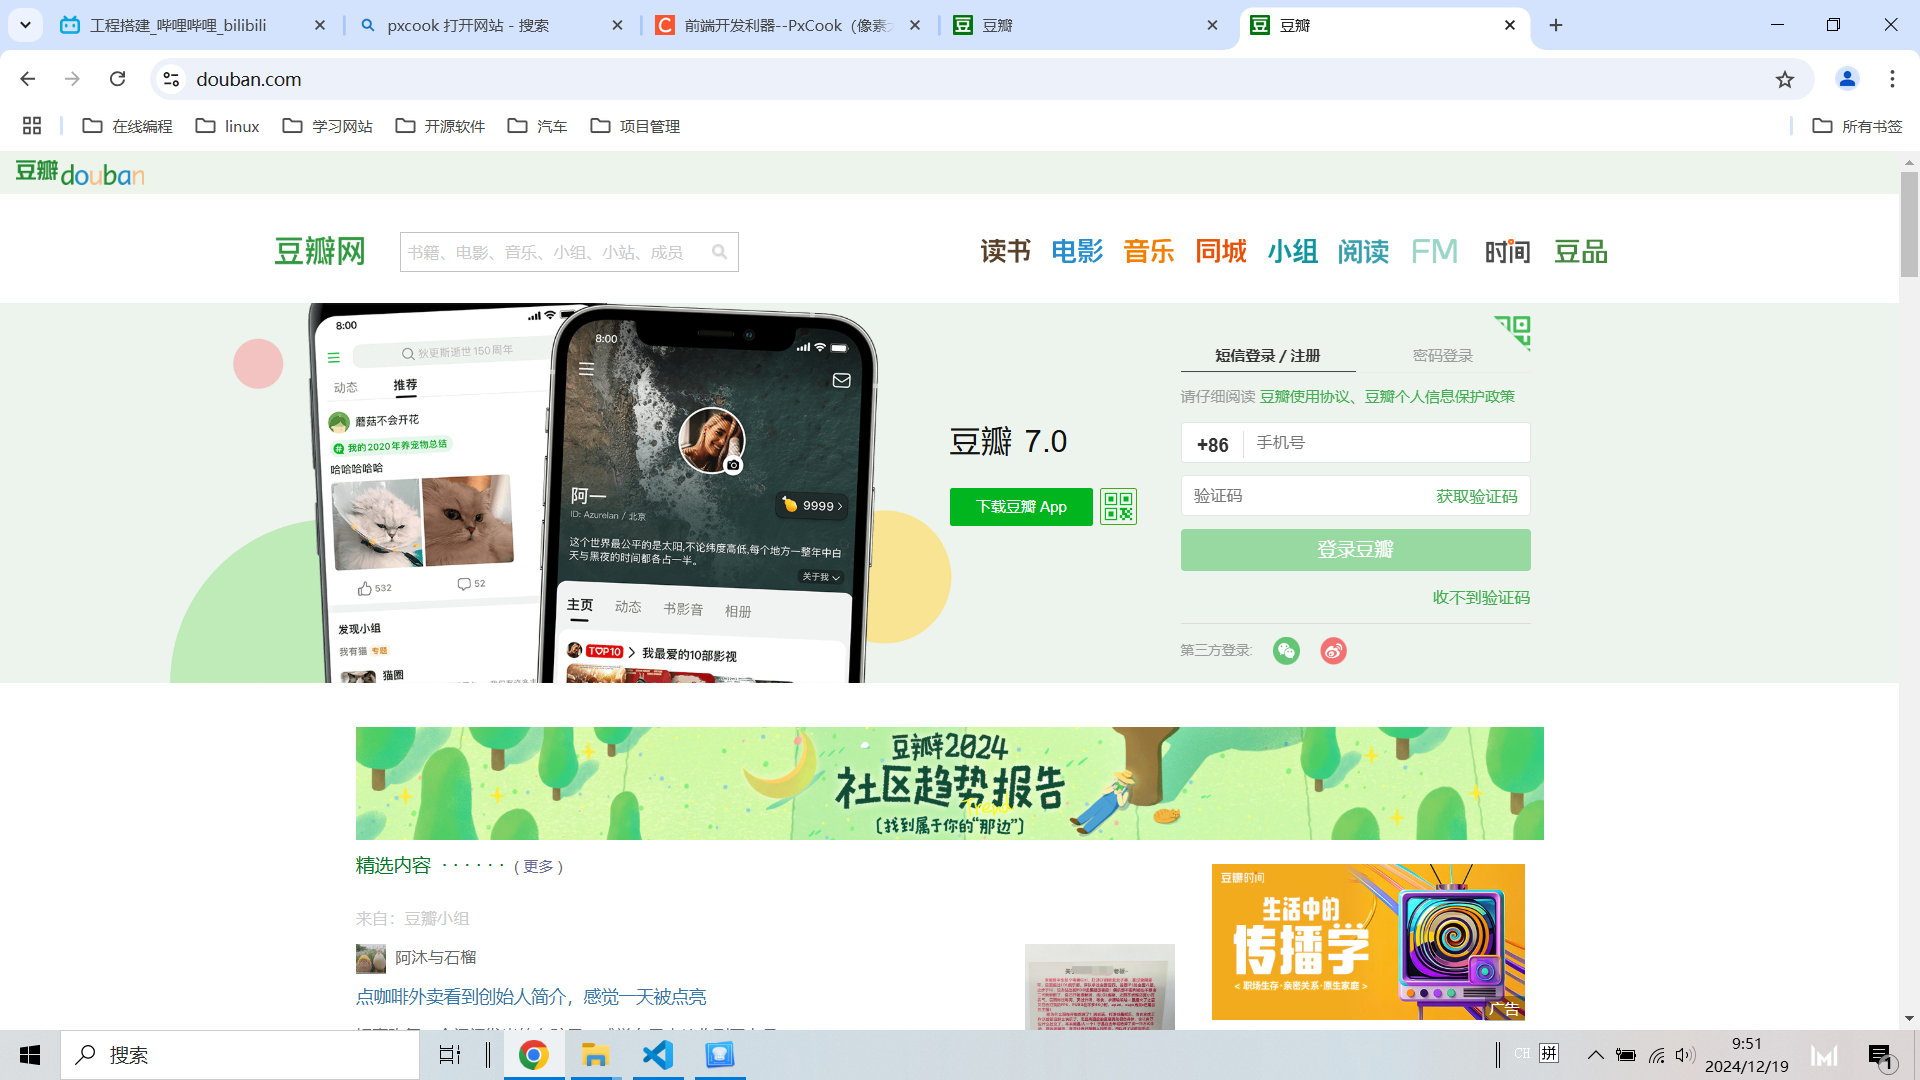 工程搭建_哔哩哔哩_bilibili
pxcook 打开网站 - 搜索
前端开发利器--PxCook（像素大
豆瓣
豆瓣
douban.com
在线编程
linux
学习网站
开源软件
汽车
项目管理
所有书签
豆瓣douban
豆瓣网
书籍、电影、音乐、小组、小站、成员
读书 电影 音乐 同城 小组 阅读 FM 时间 豆品
8:00
狄更斯逝世150周年
动态 推荐
蘑菇不会开花
我的2020年养宠物总结
哈哈哈哈哈
532
52
发现小组
我有猫 专题
猫圈
8:00
阿一
ID: Azurelan / 北京
9999
这个世界最公平的是太阳,不论纬度高低,每个地方一整年中白
天与黑夜的时间都各占一半。
关于我
主页 动态 书影音 相册
TOP10 我最爱的10部影视
豆瓣 7.0
下载豆瓣 App
短信登录 / 注册
密码登录
请仔细阅读 豆瓣使用协议、豆瓣个人信息保护政策
+86 手机号
验证码 获取验证码
登录豆瓣
收不到验证码
第三方登录:
豆瓣2024
社区趋势报告
Trend
〔找到属于你的“那边”〕
精选内容 · · · · · · ( 更多 )
来自：豆瓣小组
阿沐与石榴
点咖啡外卖看到创始人简介，感觉一天被点亮
豆瓣时间
生活中的
传播学
< 职场生存·亲密关系·原生家庭 >
广告
搜索
CH 拼
9:51
2024/12/19
1